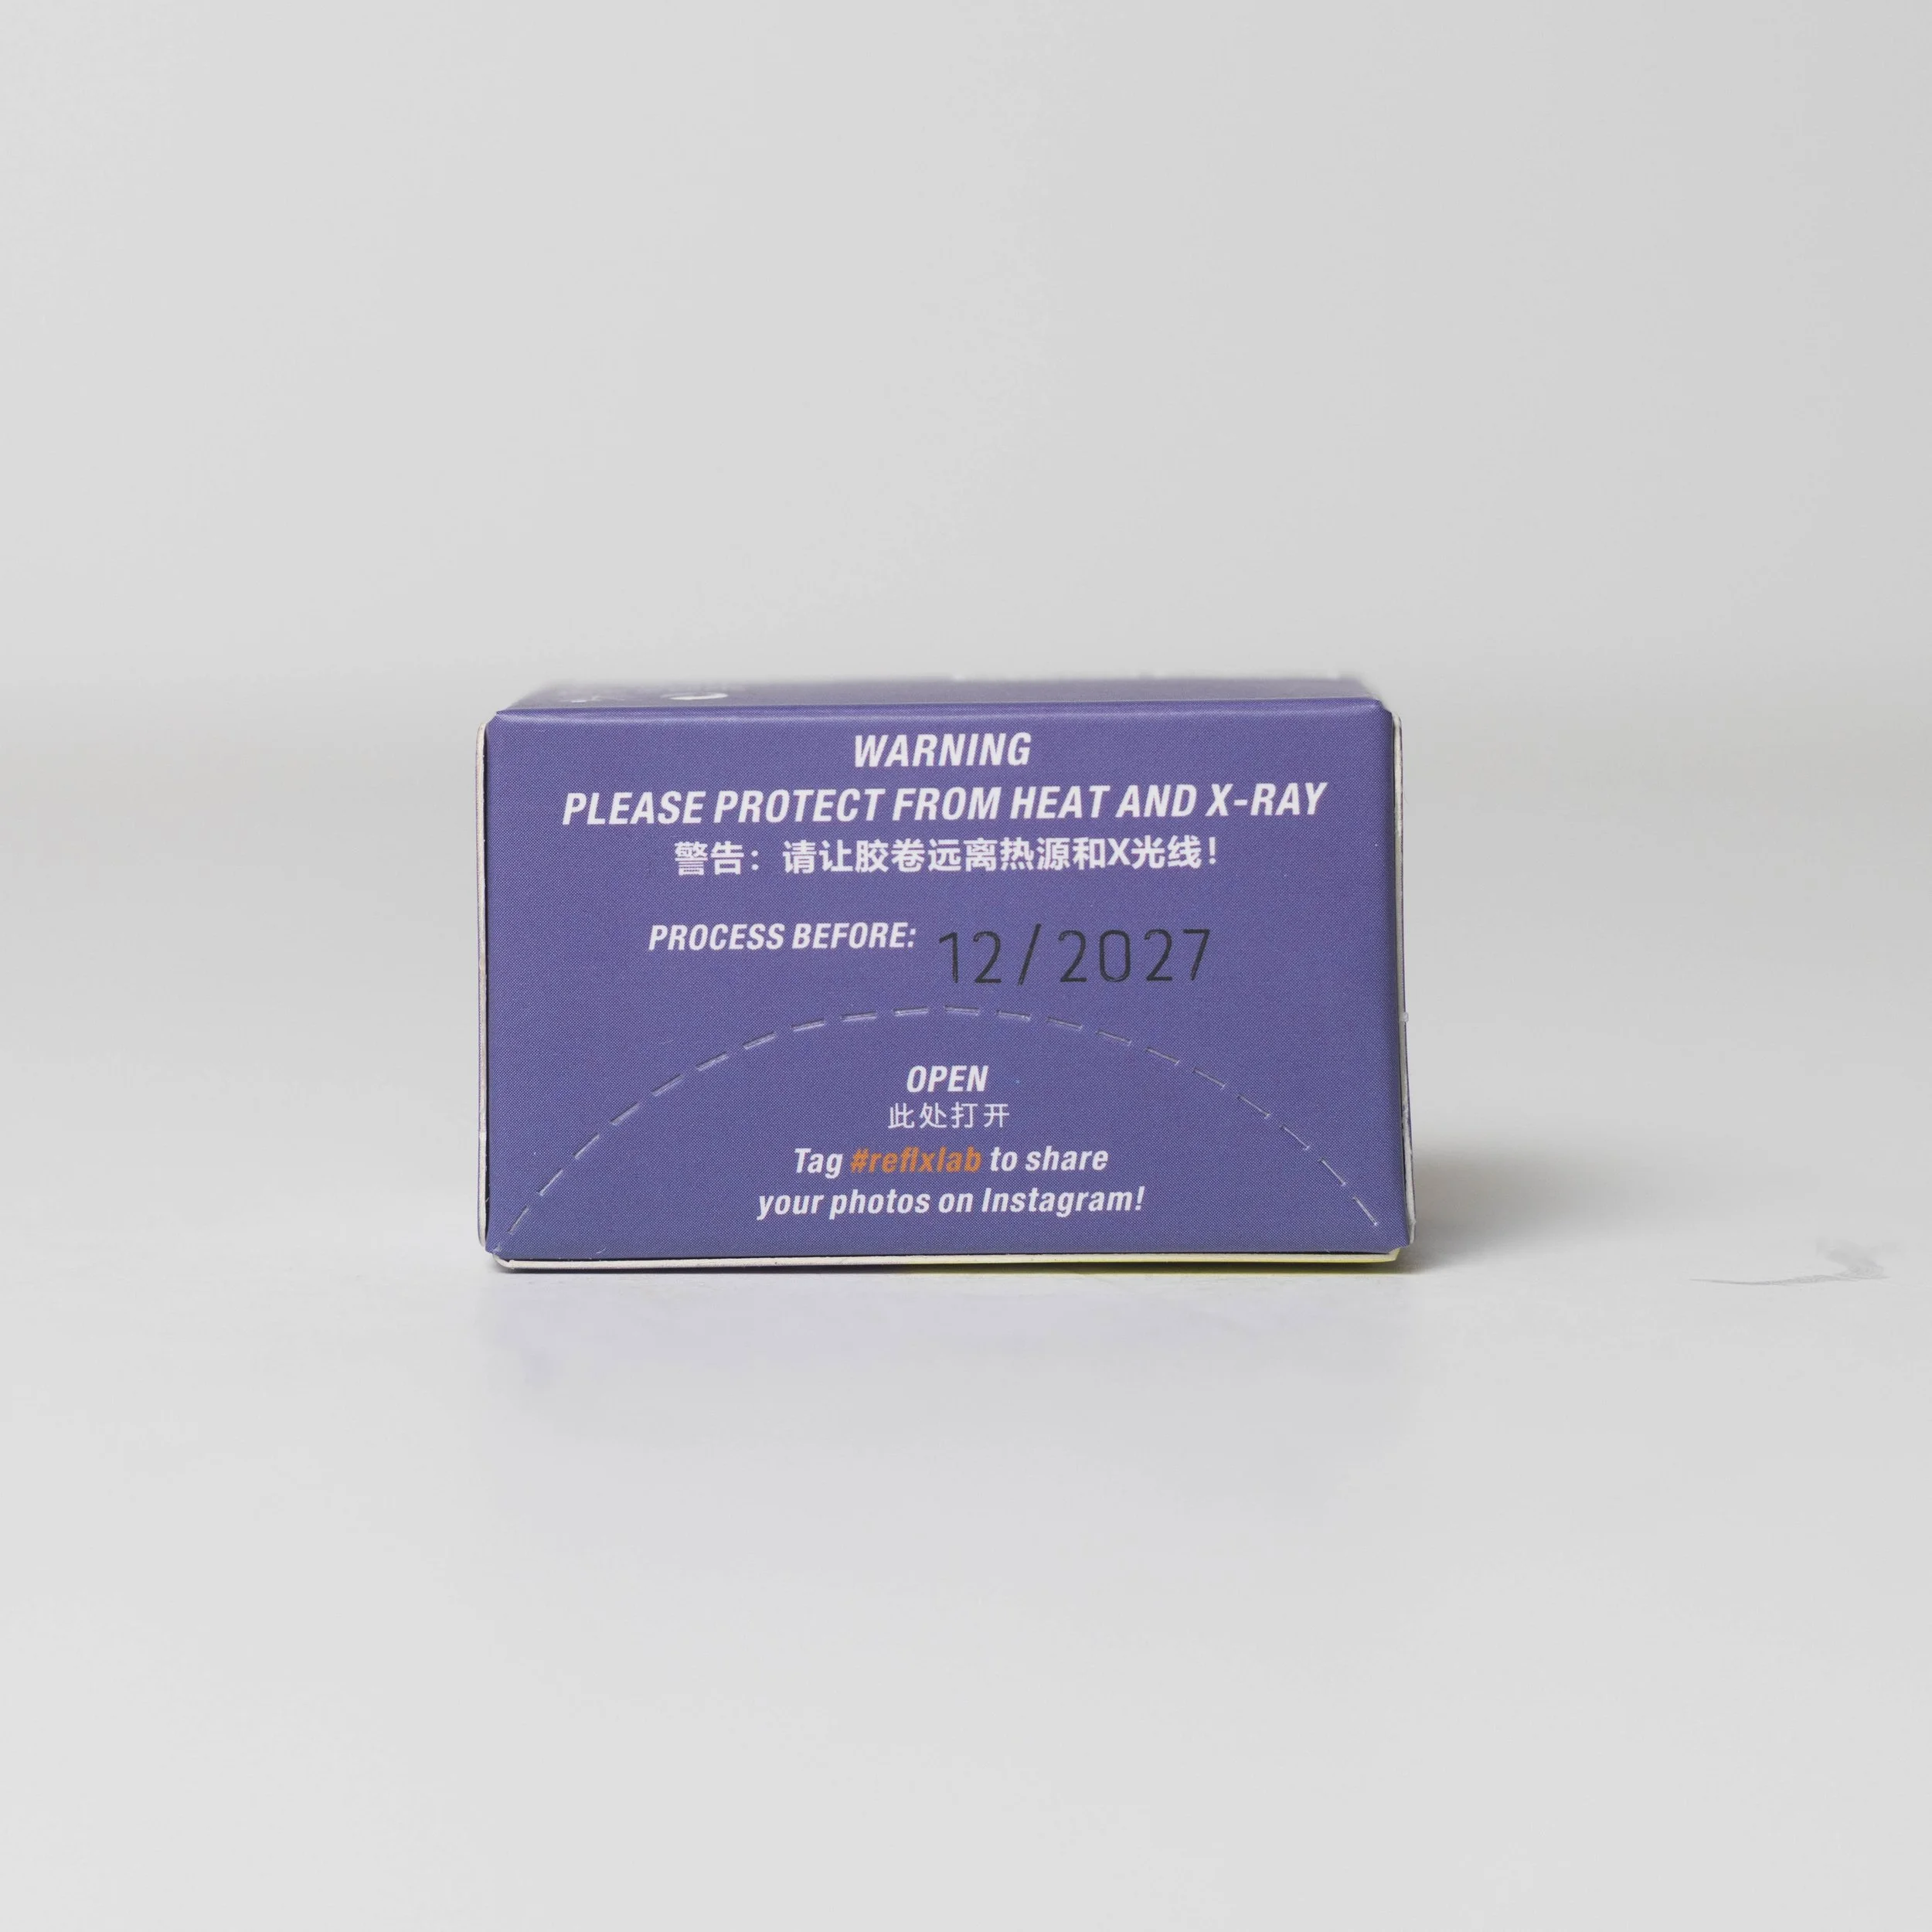 WARNING
PLEASE PROTECT FROM HEAT AND X-RAY
警告：请让胶卷远离热源和X光线！
PROCESS BEFORE: 12/2027
OPEN
此处打开
Tag #reflxlab to share
your photos on Instagram!